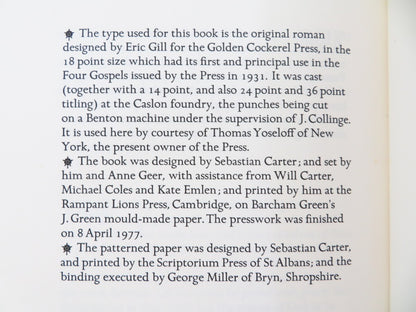 The type used for this book is the original roman
designed by Eric Gill for the Golden Cockerel Press, in the
18 point size which had its first and principal use in the
Four Gospels issued by the Press in 1931. It was cast
(together with a 14 point, and also 24 point and 36 point
titling) at the Caslon foundry, the punches being cut
on a Benton machine under the supervision of J. Collinge.
It is used here by courtesy of Thomas Yoseloff of New
York, the present owner of the Press.
The book was designed by Sebastian Carter; and set by
him and Anne Geer, with assistance from Will Carter,
Michael Coles and Kate Emlen; and printed by him at the
Rampant Lions Press, Cambridge, on Barcham Green's
J. Green mould-made paper. The presswork was finished
on 8 April 1977.
The patterned paper was designed by Sebastian Carter,
and printed by the Scriptorium Press of St Albans; and the
binding executed by George Miller of Bryn, Shropshire.